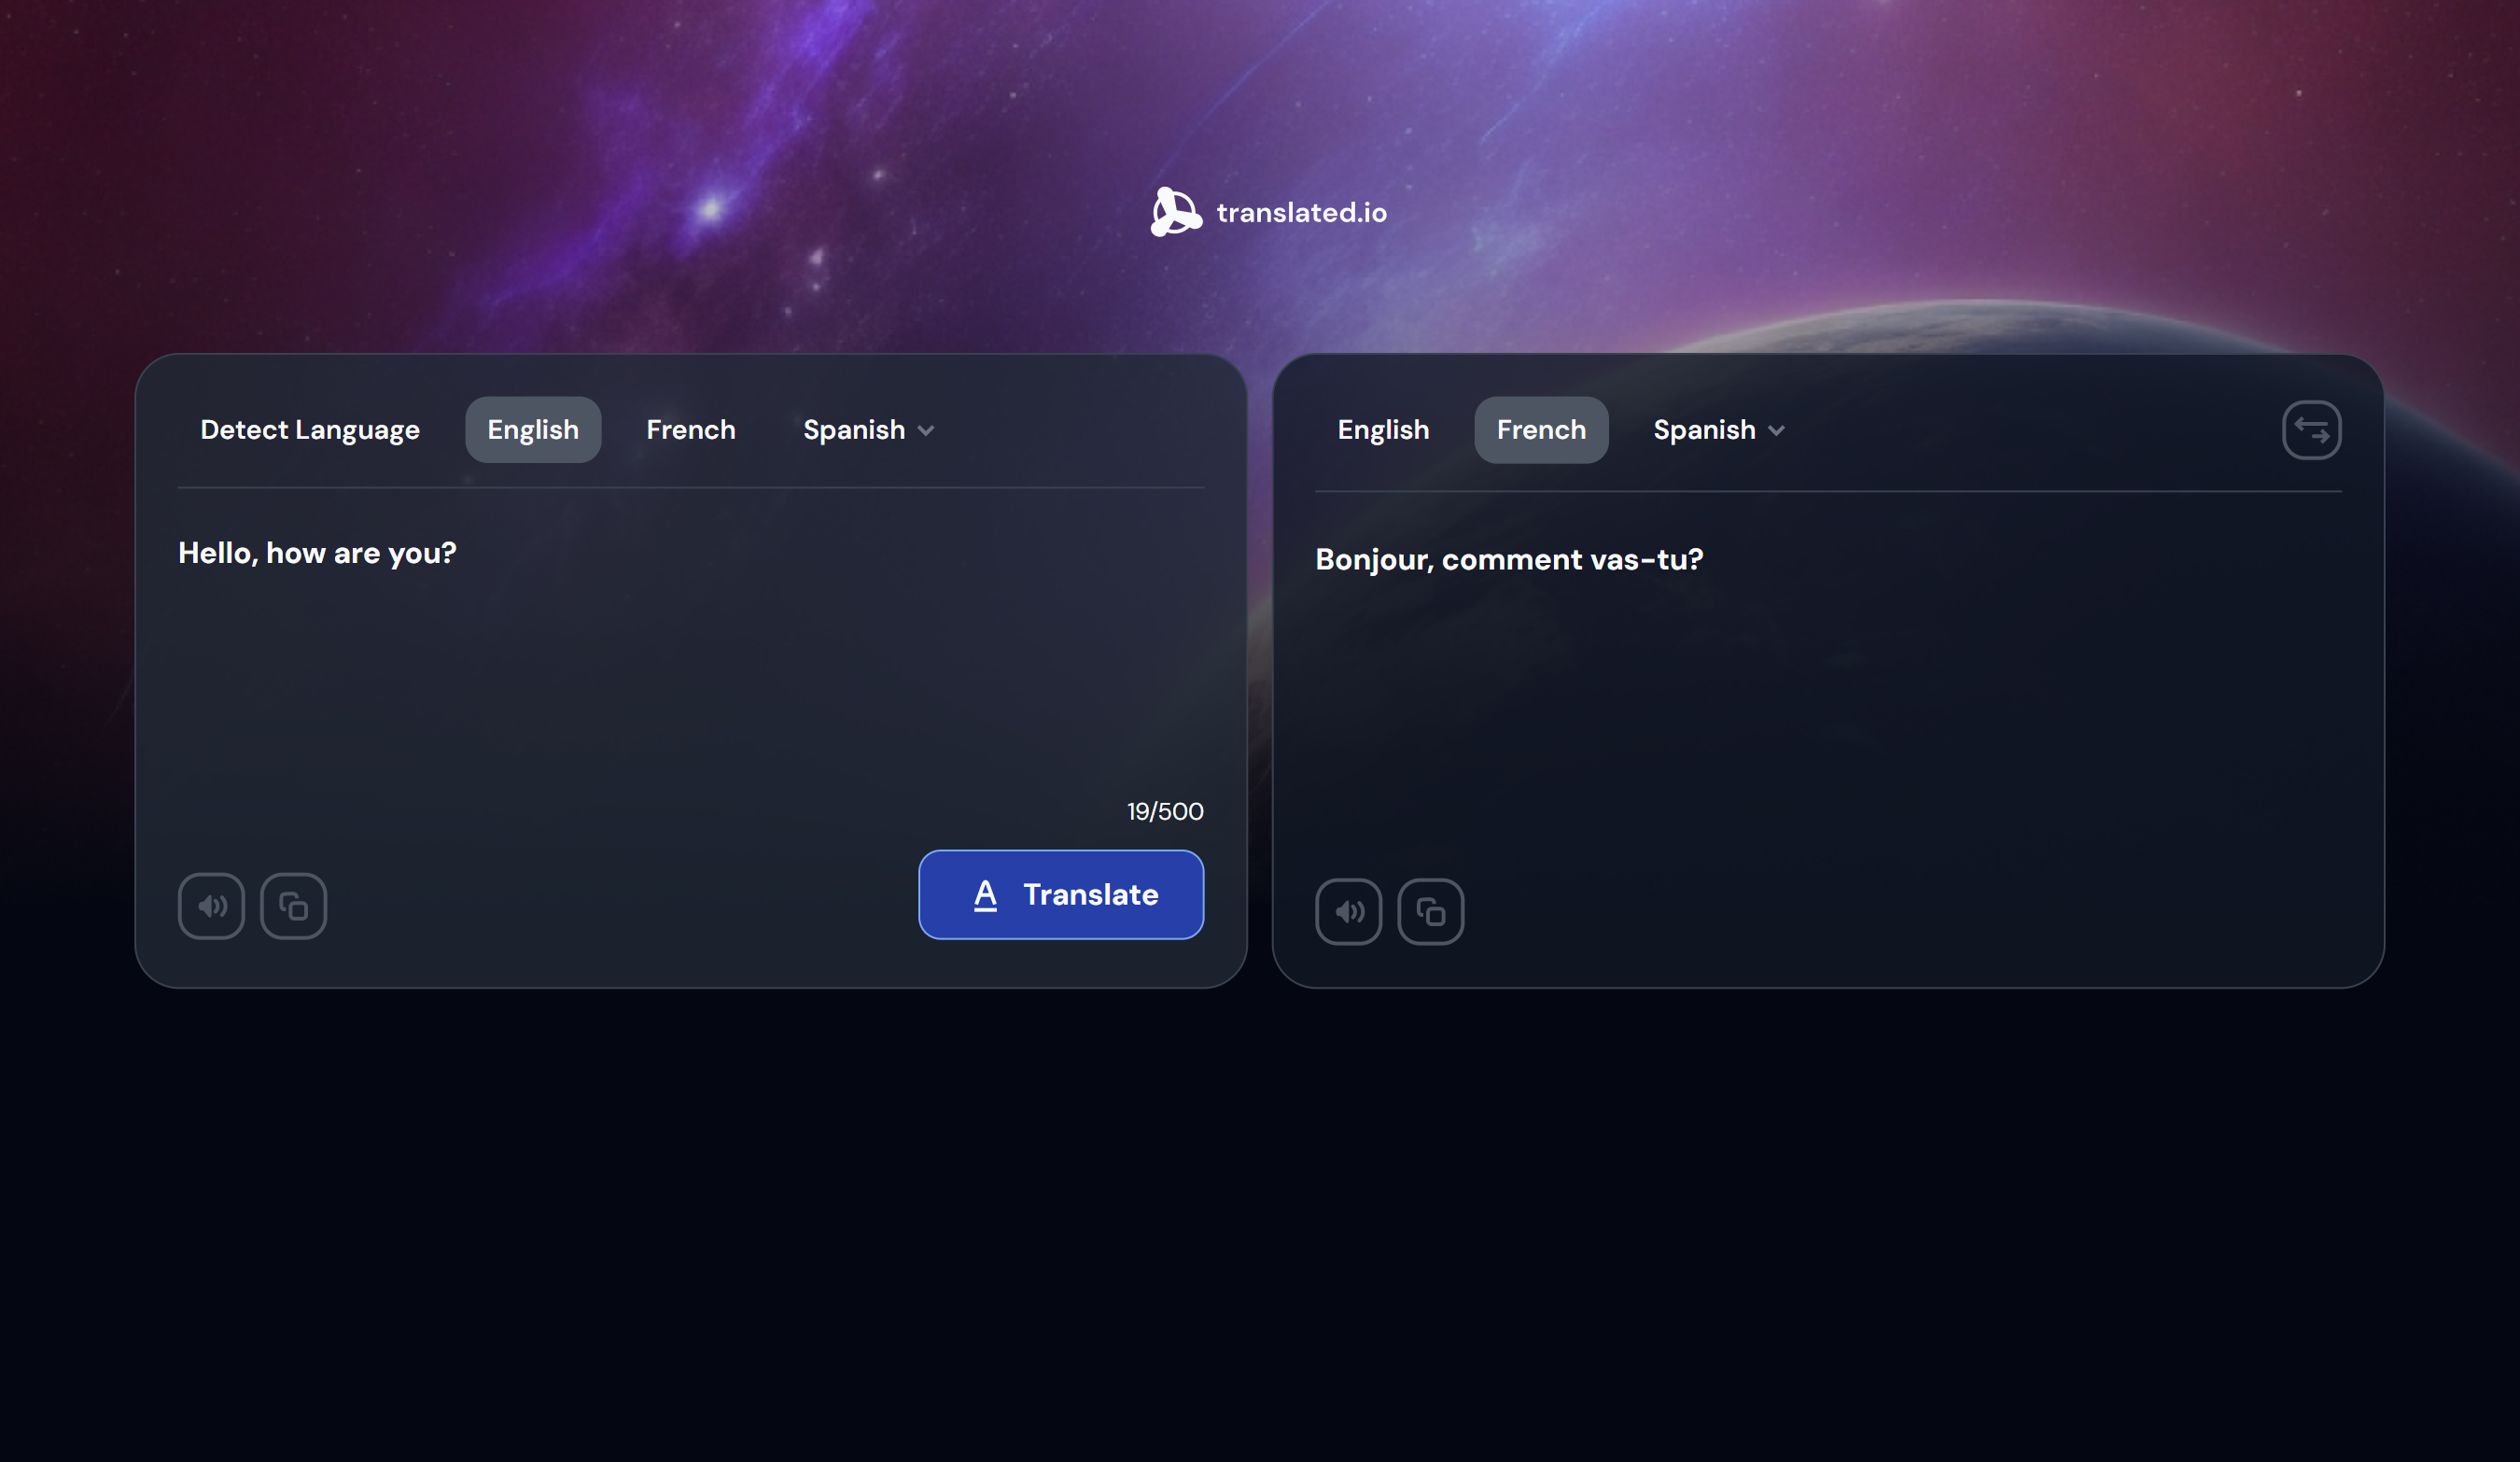 translated.io
Detect Language English French Spanish
Hello, how are you?
19/500
Translate
English French Spanish
Bonjour, comment vas-tu?